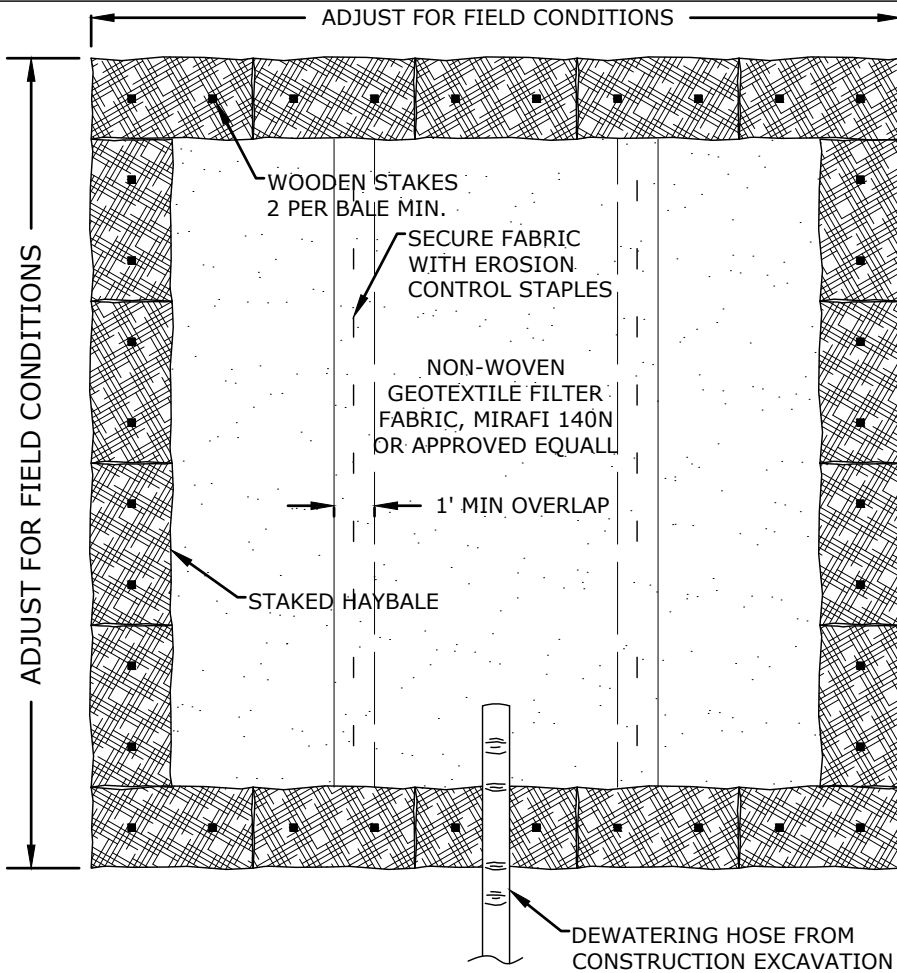 ADJUST FOR FIELD CONDITIONS
ADJUST FOR FIELD CONDITIONS
WOODEN STAKES
2 PER BALE MIN.
SECURE FABRIC
WITH EROSION
CONTROL STAPLES
NON-WOVEN
GEOTEXTILE FILTER
FABRIC, MIRAFI 140N
OR APPROVED EQUALL
1' MIN OVERLAP
STAKED HAYBALE
DEWATERING HOSE FROM
CONSTRUCTION EXCAVATION